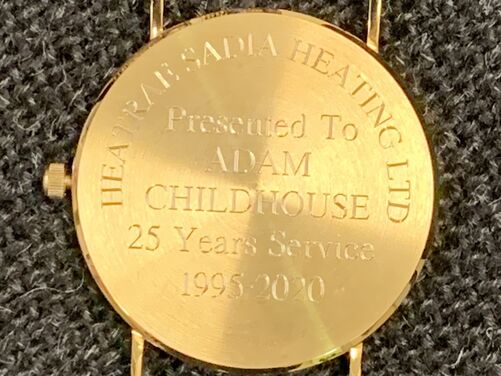 HEATRAE SADIA HEATING LTD
Presented To
ADAM
CHILDHOUSE
25 Years Service
1995-2020